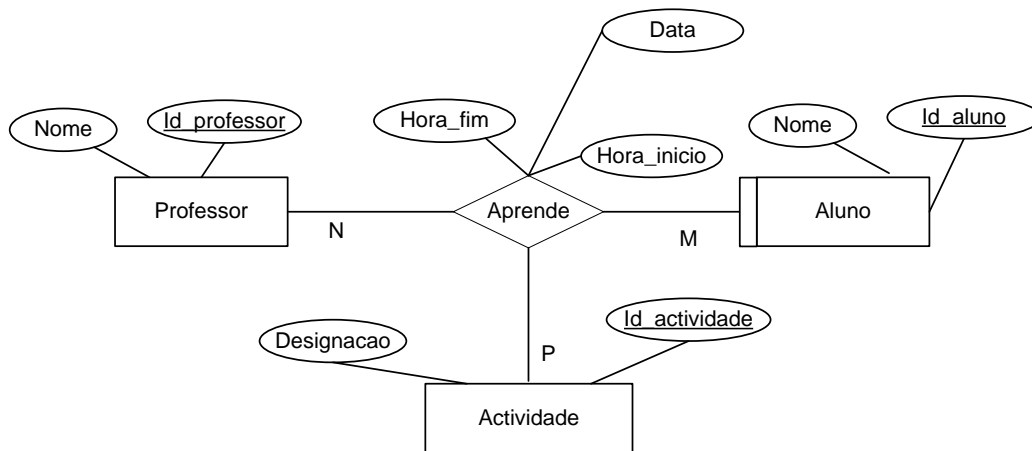 Data
Id_professor
Id_aluno
Nome
Hora_fim
Nome
Hora_inicio
Professor
Aprende
Aluno
N
M
Id_actividade
Designacao
P
Actividade